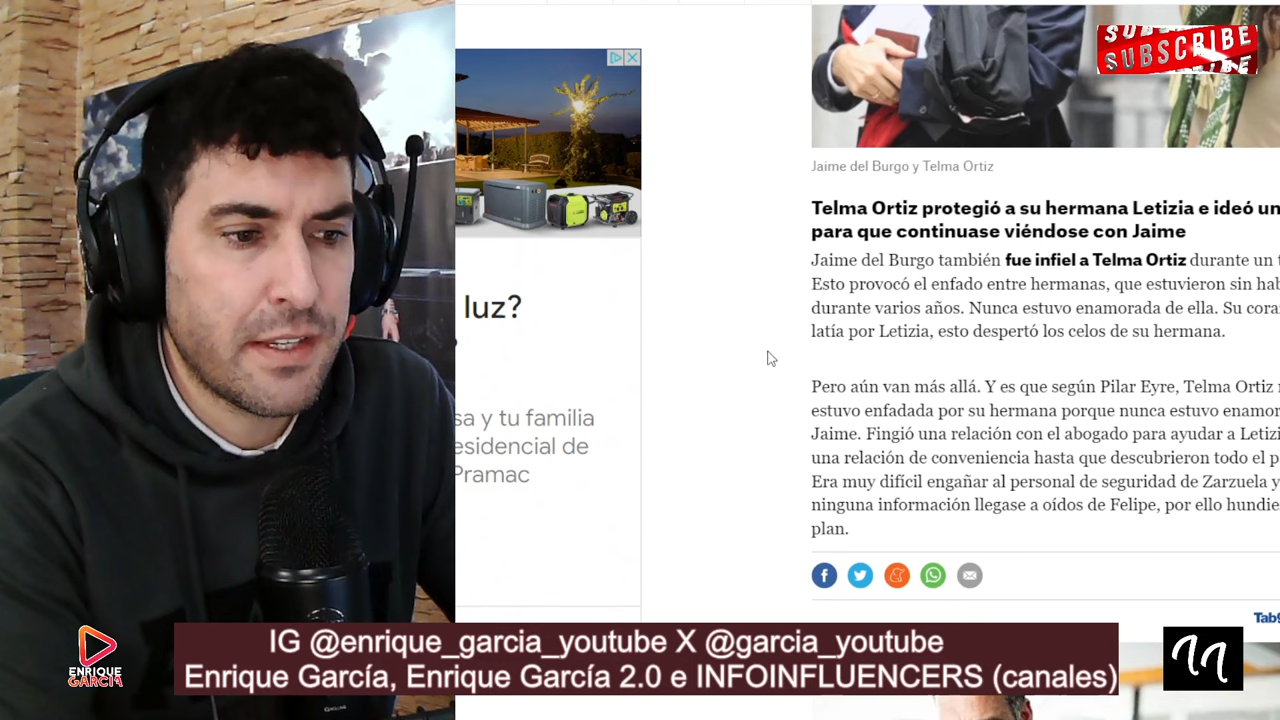 SUBSCRIBE
Jaime del Burgo y Telma Ortiz
Telma Ortiz protegió a su hermana Letizia e ideó un
para que continuase viéndose con Jaime
Jaime del Burgo también fue infiel a Telma Ortiz durante un
Esto provocó el enfado entre hermanas, que estuvieron sin
durante varios años. Nunca estuvo enamorada de ella. Su
latía por Letizia, esto despertó los celos de su hermana.
Pero aún van más allá. Y es que según Pilar Eyre, Telma Ortiz
estuvo enfadada por su hermana porque nunca estuvo
Jaime. Fingió una relación con el abogado para ayudar a
una relación de conveniencia hasta que descubrieron todo el
Era muy difícil engañar al personal de seguridad de Zarzuela y
ninguna información llegase a oídos de Felipe, por ello
plan.
luz?
y tu familia
esidencial de
Pramac
IG @enrique_garcia_youtube X @garcia_youtube
Enrique García, Enrique García 2.0 e INFOINFLUENCERS (canales)
ENRIQUE
GARCÍA